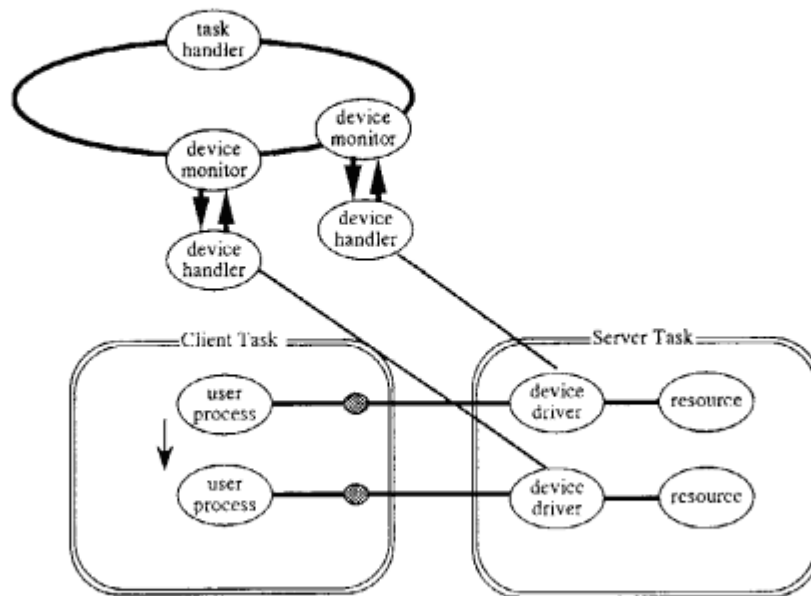 task
handler
device
monitor
device
monitor
device
handler
device
handler
Client Task
Server Task
user
process
device
driver
resource
user
process
device
driver
resource